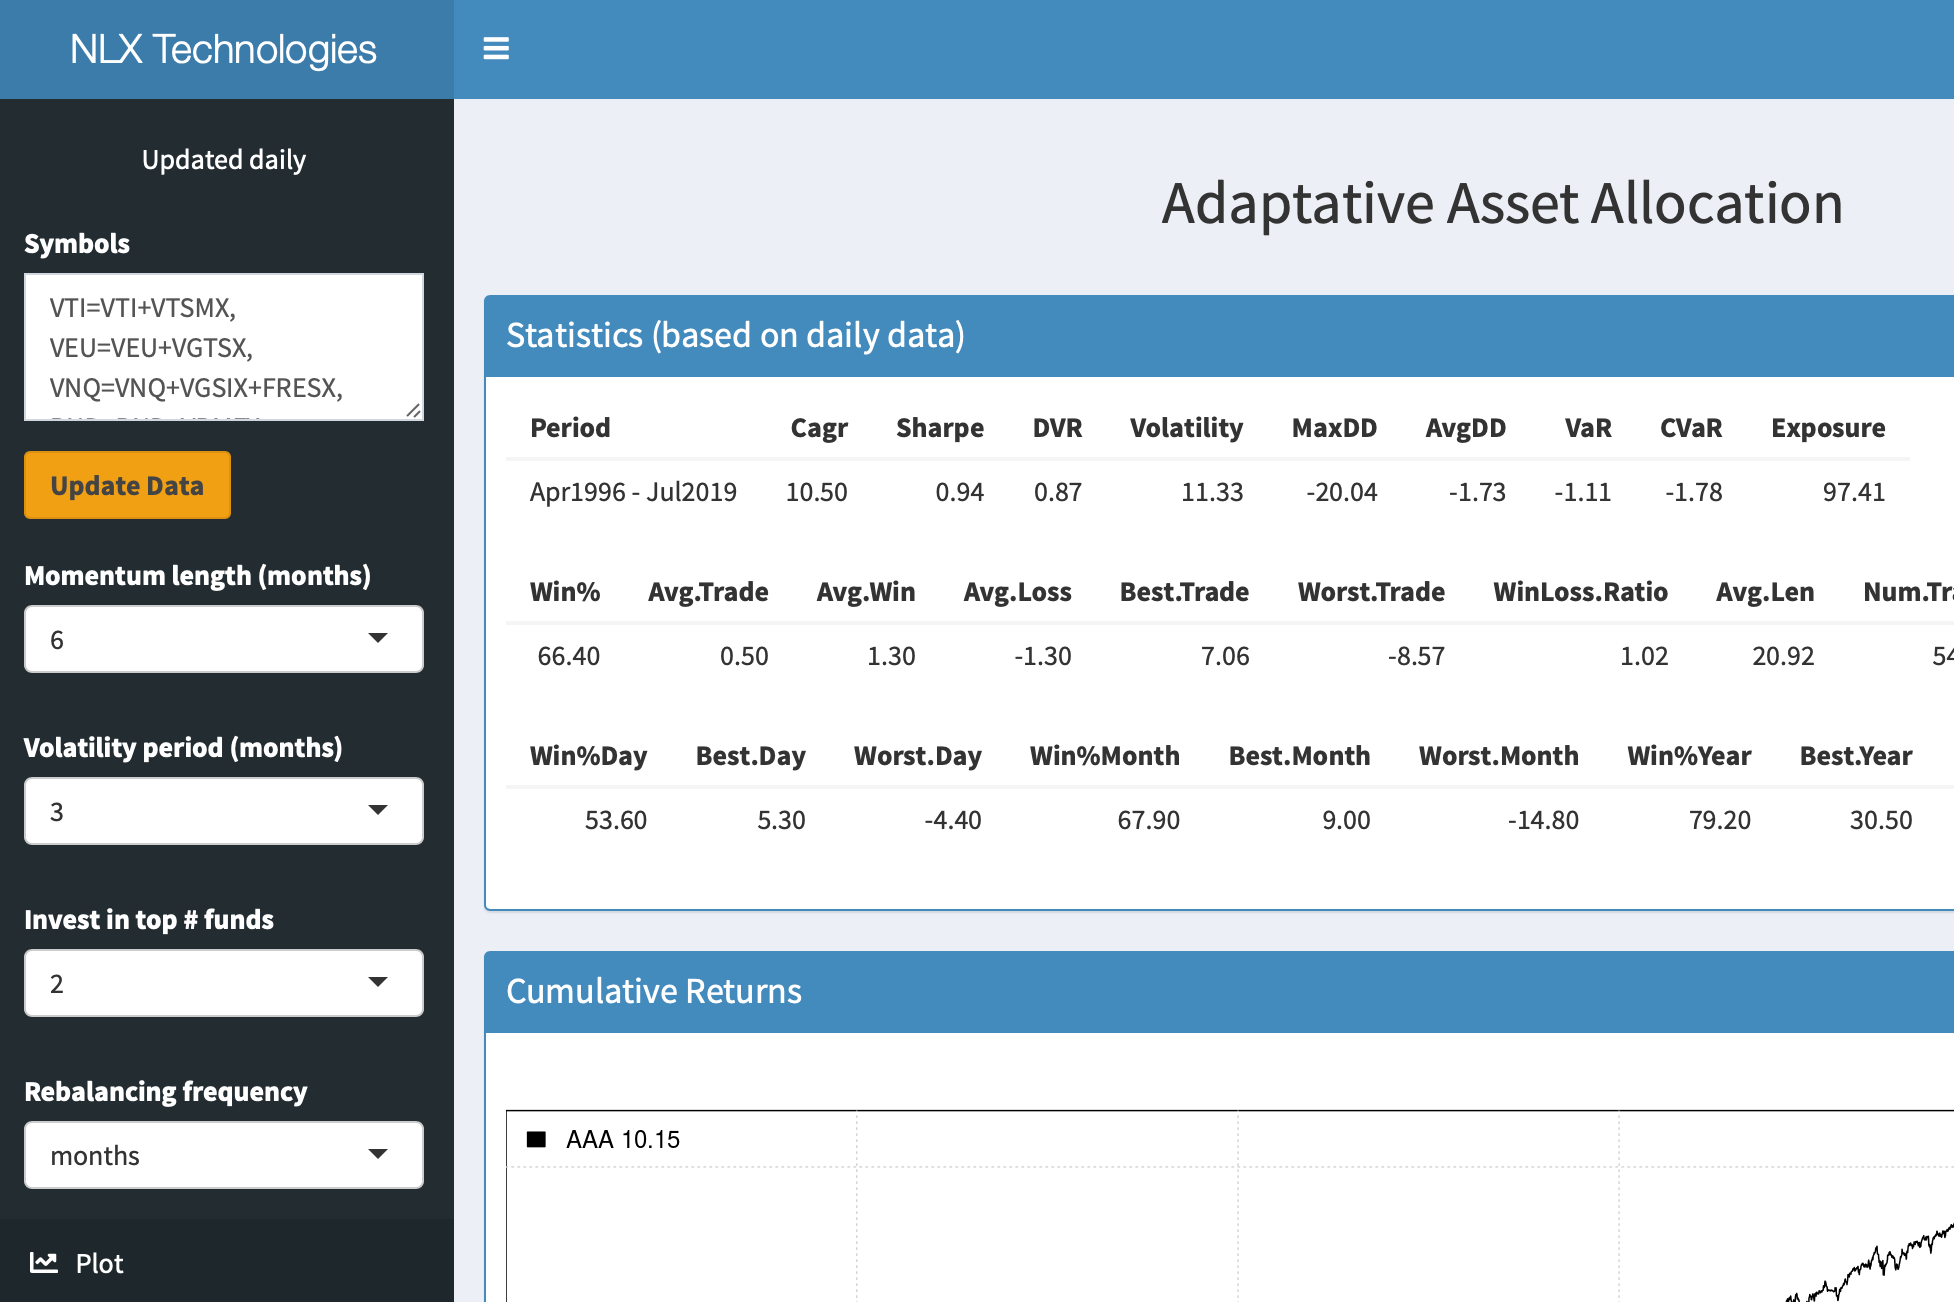 NLX Technologies
Updated daily
Symbols
VTI=VTI+VTSMX,
VEU=VEU+VGTSX,
VNQ=VNQ+VGSIX+FRESX,
Update Data
Momentum length (months)
6
Volatility period (months)
3
Invest in top # funds
2
Rebalancing frequency
months
Plot
Adaptative Asset Allocation
Statistics (based on daily data)
Period Cagr Sharpe DVR Volatility MaxDD AvgDD VaR CVaR Exposure
Apr1996 - Jul2019 10.50 0.94 0.87 11.33 -20.04 -1.73 -1.11 -1.78 97.41
Win% Avg.Trade Avg.Win Avg.Loss Best.Trade Worst.Trade WinLoss.Ratio Avg.Len
66.40 0.50 1.30 -1.30 7.06 -8.57 1.02 20.92
Win%Day Best.Day Worst.Day Win%Month Best.Month Worst.Month Win%Year Best.Year
53.60 5.30 -4.40 67.90 9.00 -14.80 79.20 30.50
Cumulative Returns
AAA 10.15